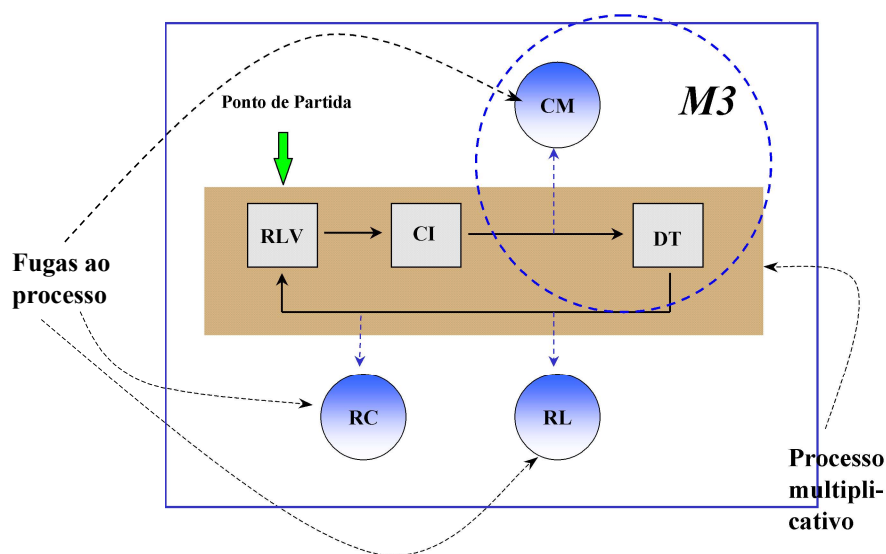 CM
M3
Ponto de Partida
RLV
CI
DT
Fugas ao
processo
RC
RL
Processo
multipli-
cativo